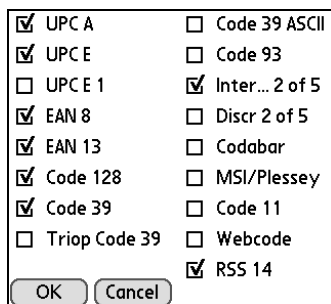 UPC A
UPC E
UPC E 1
EAN 8
EAN 13
Code 128
Code 39
Triop Code 39
Code 39 ASCII
Code 93
Inter... 2 of 5
Discr 2 of 5
Codabar
MSI/Plessey
Code 11
Webcode
RSS 14
OK Cancel